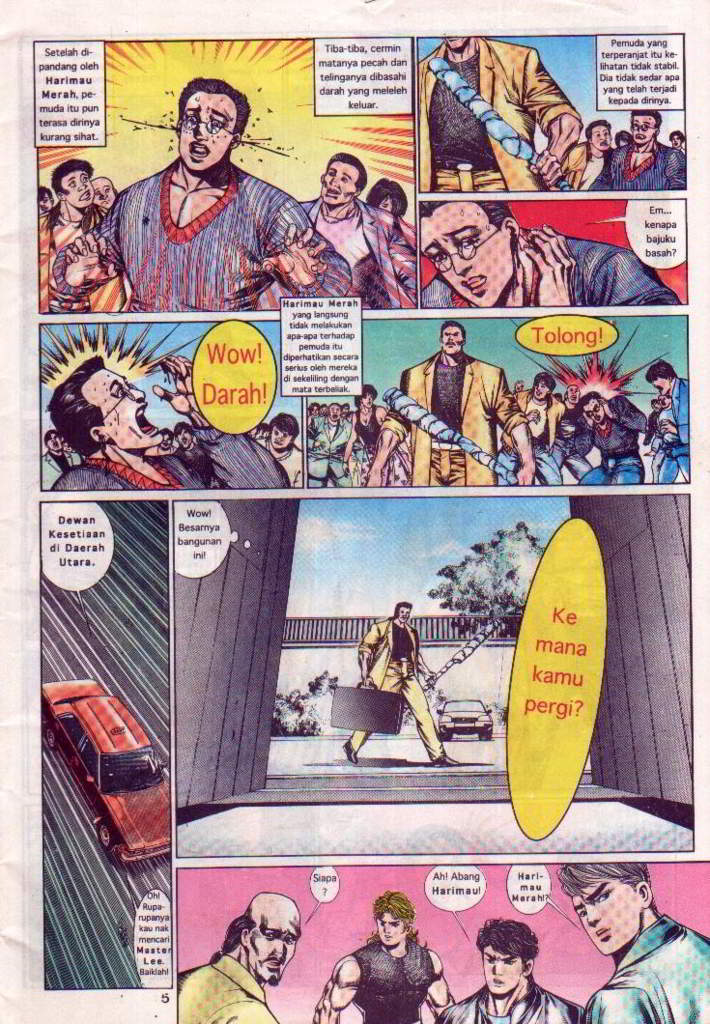 Setelah di-
pandang oleh
Harimau
Merah, pe-
muda itu pun
terasa dirinya
kurang sihat.
Tiba-tiba, cermin
matanya pecah dan
telinganya dibasahi
darah yang meleleh
keluar.
Pemuda yang
terperanjat itu ke-
lihatan tidak stabil.
Dia tidak sedar apa
yang telah terjadi
kepada dirinya.
Em...
kenapa
bajuku
basah?
Wow!
Darah!
Harimau Merah
yang langsung
tidak melakukan
apa-apa terhadap
pemuda itu
diperhatikan secara
serius oleh mereka
di sekeliling dengan
mata terbeliak.
Tolong!
Dewan
Kesetiaan
di Daerah
Utara.
Oh!
Rupa-
rupanya
kau nak
mencari
Master
Lee.
Baiklah!
Wow!
Besarnya
bangunan
ini!
Ke
mana
kamu
pergi?
Siapa
?
Ah! Abang
Harimau!
Hari-
mau
Merah!?
5